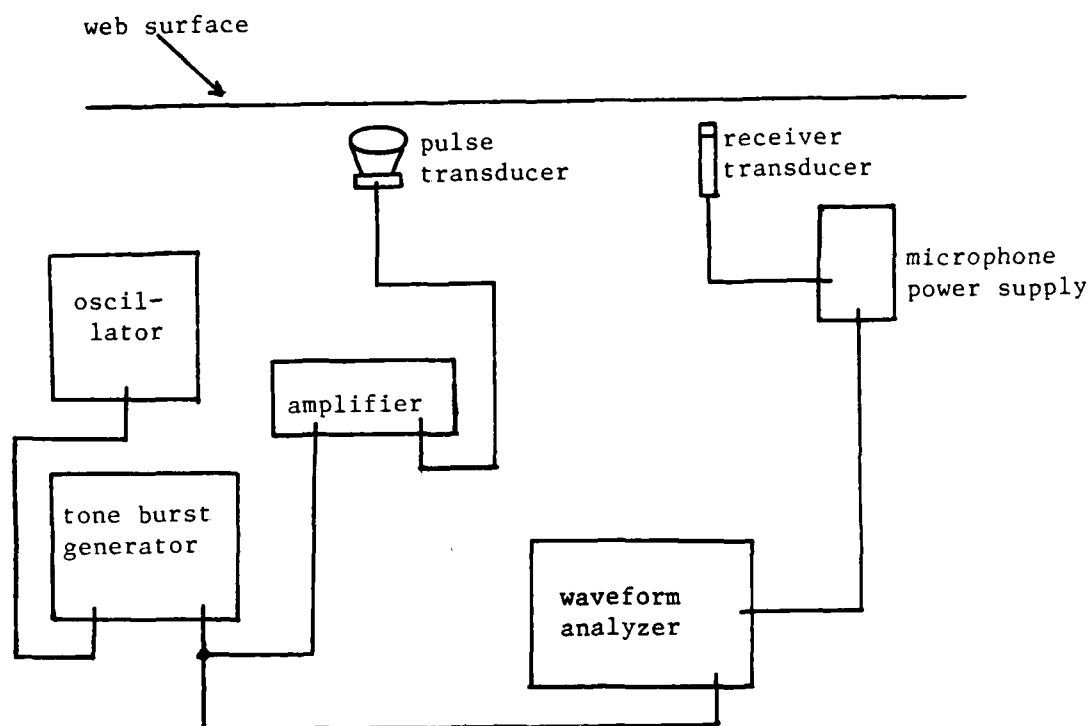 web surface
pulse
transducer
receiver
transducer
microphone
power supply
oscil-
lator
amplifier
tone burst
generator
waveform
analyzer